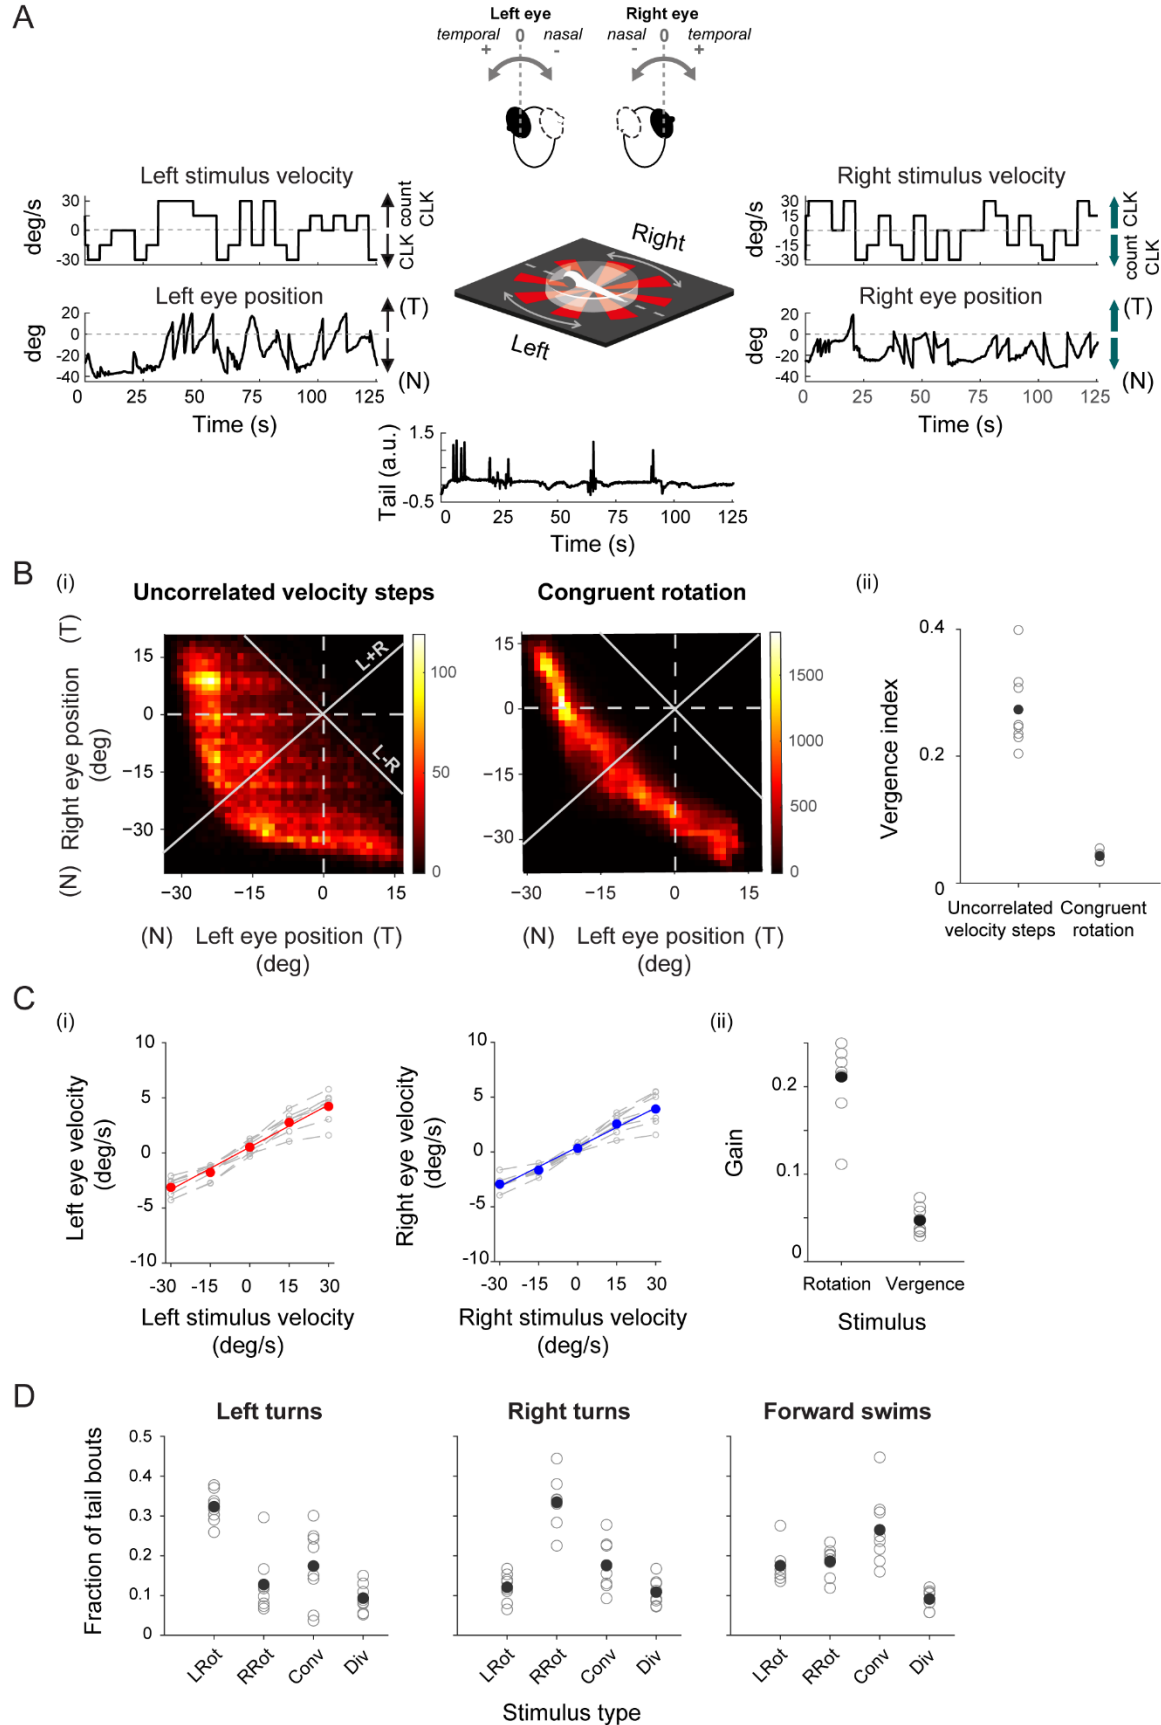 A
Left eye
Right eye
temporal 0 nasal
+ -
nasal 0 temporal
- +
Left stimulus velocity
deg/s
30
0
-30
count
CLK
CLK
Left eye position
deg
20
0
-20
-40
(T)
(N)
0 25 50 75 100 125
Time (s)
Right
Left
Right stimulus velocity
deg/s
30
0
-15
-30
CLK
count
CLK
Right eye position
deg
20
0
-20
-40
(T)
(N)
0 25 50 75 100 125
Time (s)
Tail (a.u.)
1.5
-0.5
0 25 50 75 100 125
Time (s)
B
(i)
Uncorrelated velocity steps
(N) Right eye position (T)
(deg)
15
0
-15
-30
L+R
L-R
100
50
0
-30 -15 0 15
(N) Left eye position (T)
(deg)
Congruent rotation
15
0
-15
-30
1500
1000
500
0
-30 -15 0 15
(N) Left eye position (T)
(deg)
(ii)
Vergence index
0.4
0.2
0
Uncorrelated
velocity steps
Congruent
rotation
C
(i)
Left eye velocity
(deg/s)
10
5
0
-5
-10
-30 -15 0 15 30
Left stimulus velocity
(deg/s)
Right eye velocity
(deg/s)
10
5
0
-5
-10
-30 -15 0 15 30
Right stimulus velocity
(deg/s)
(ii)
Gain
0.2
0.1
0
Rotation Vergence
Stimulus
D
Left turns
Right turns
Forward swims
Fraction of tail bouts
0.5
0.4
0.3
0.2
0.1
0
LRot RRot Conv Div
LRot RRot Conv Div
LRot RRot Conv Div
Stimulus type